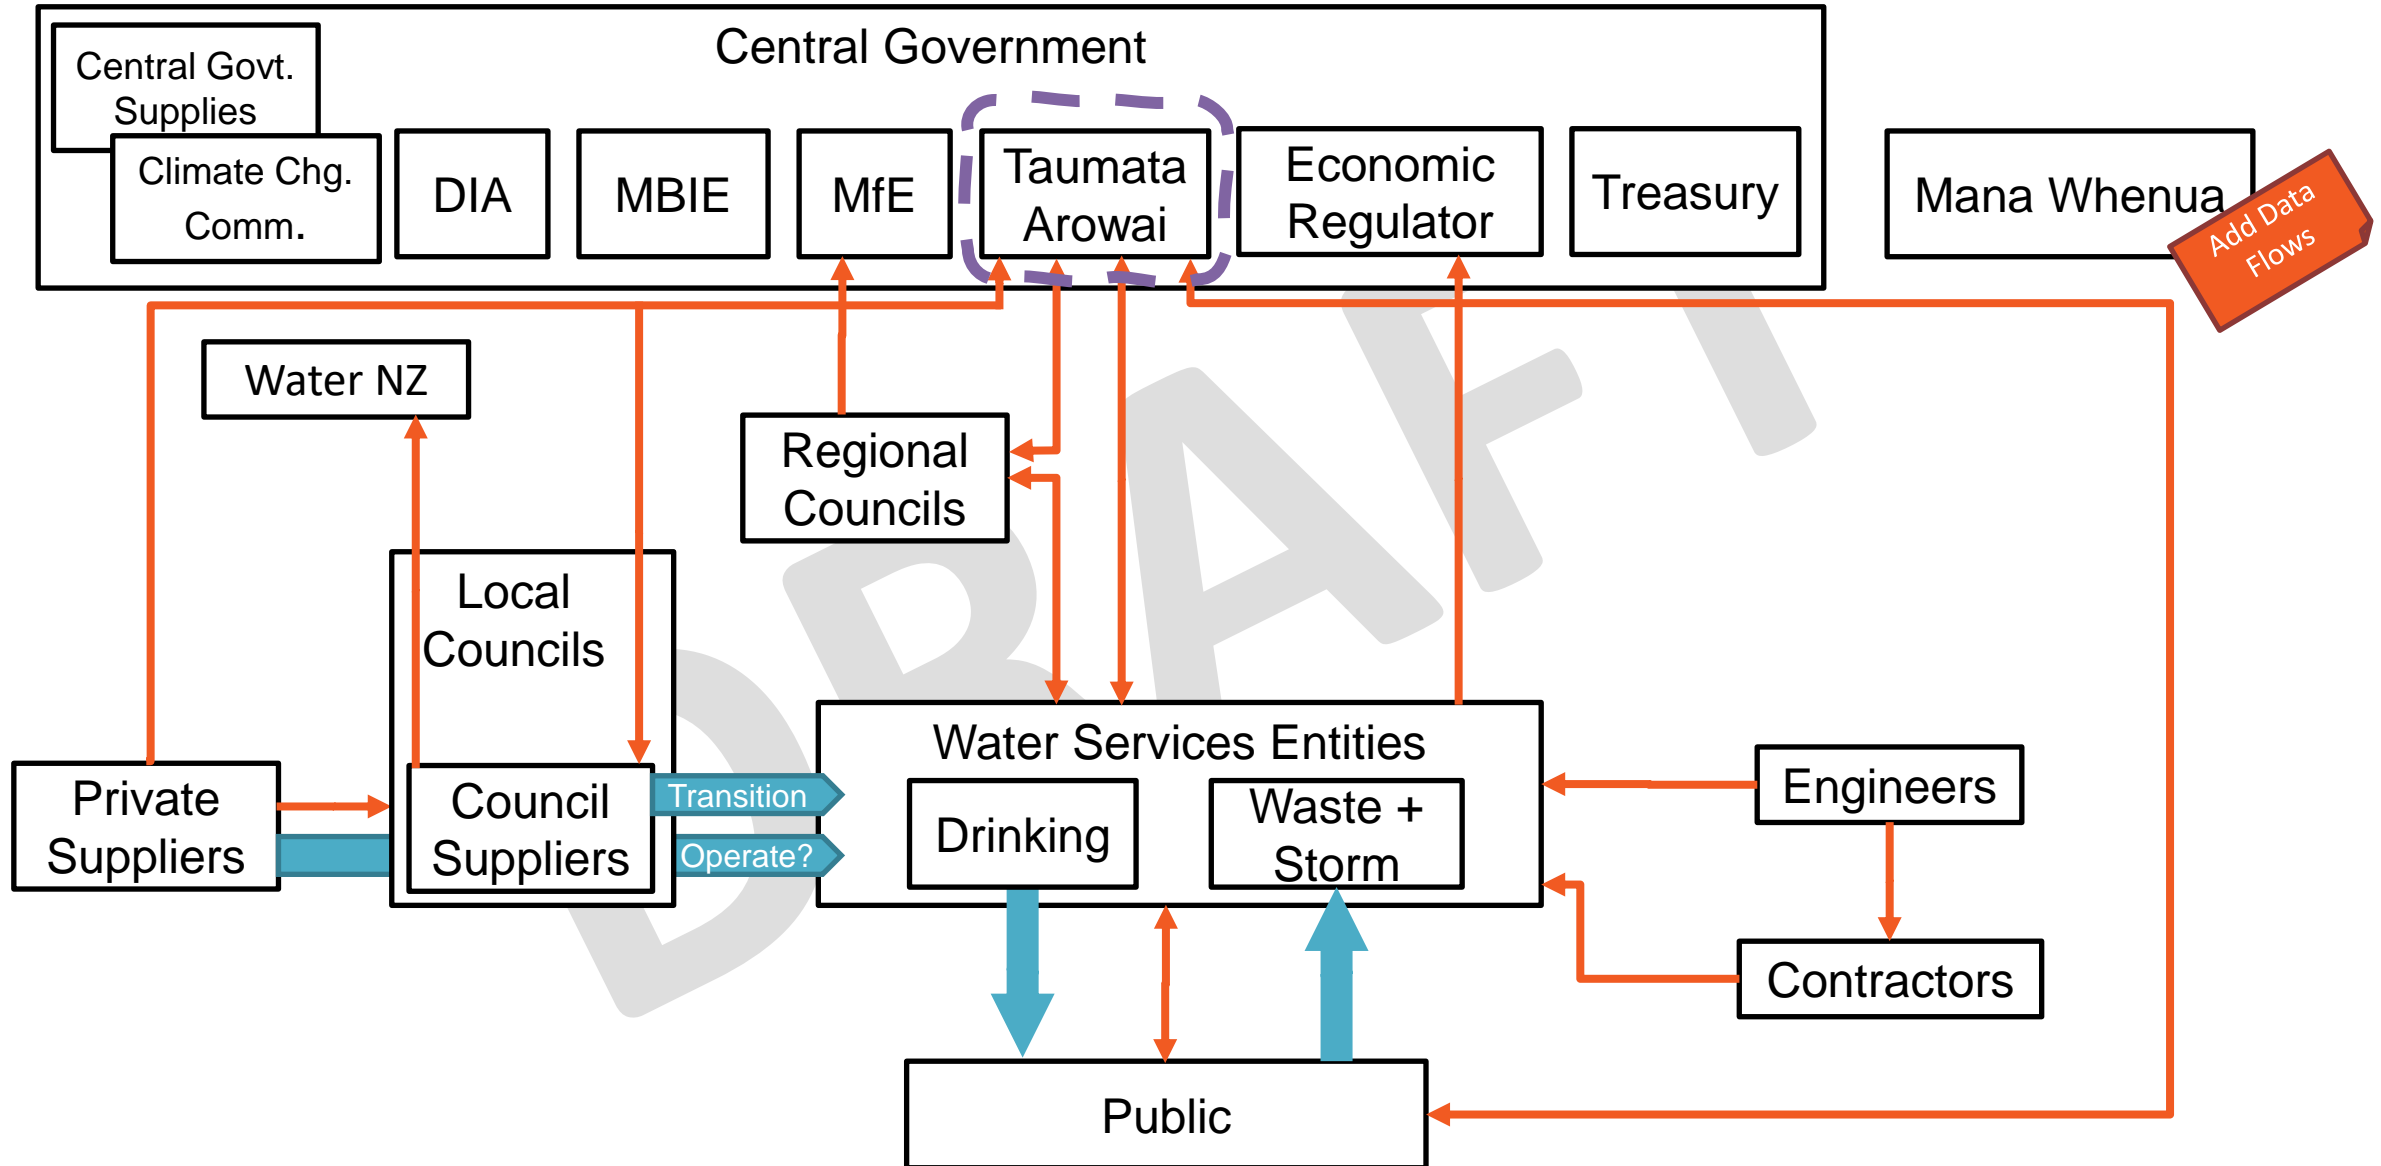 Central Government
Central Govt.
Supplies
Climate Chg.
Comm.
DIA
MBIE
MfE
Taumata
Arowai
Economic
Regulator
Treasury
Mana Whenua
Add Data
Flows
Water NZ
Regional
Councils
Local
Councils
Private
Suppliers
Council
Suppliers
Transition
Operate?
Water Services Entities
Drinking
Waste +
Storm
Engineers
Contractors
Public
DRAFT